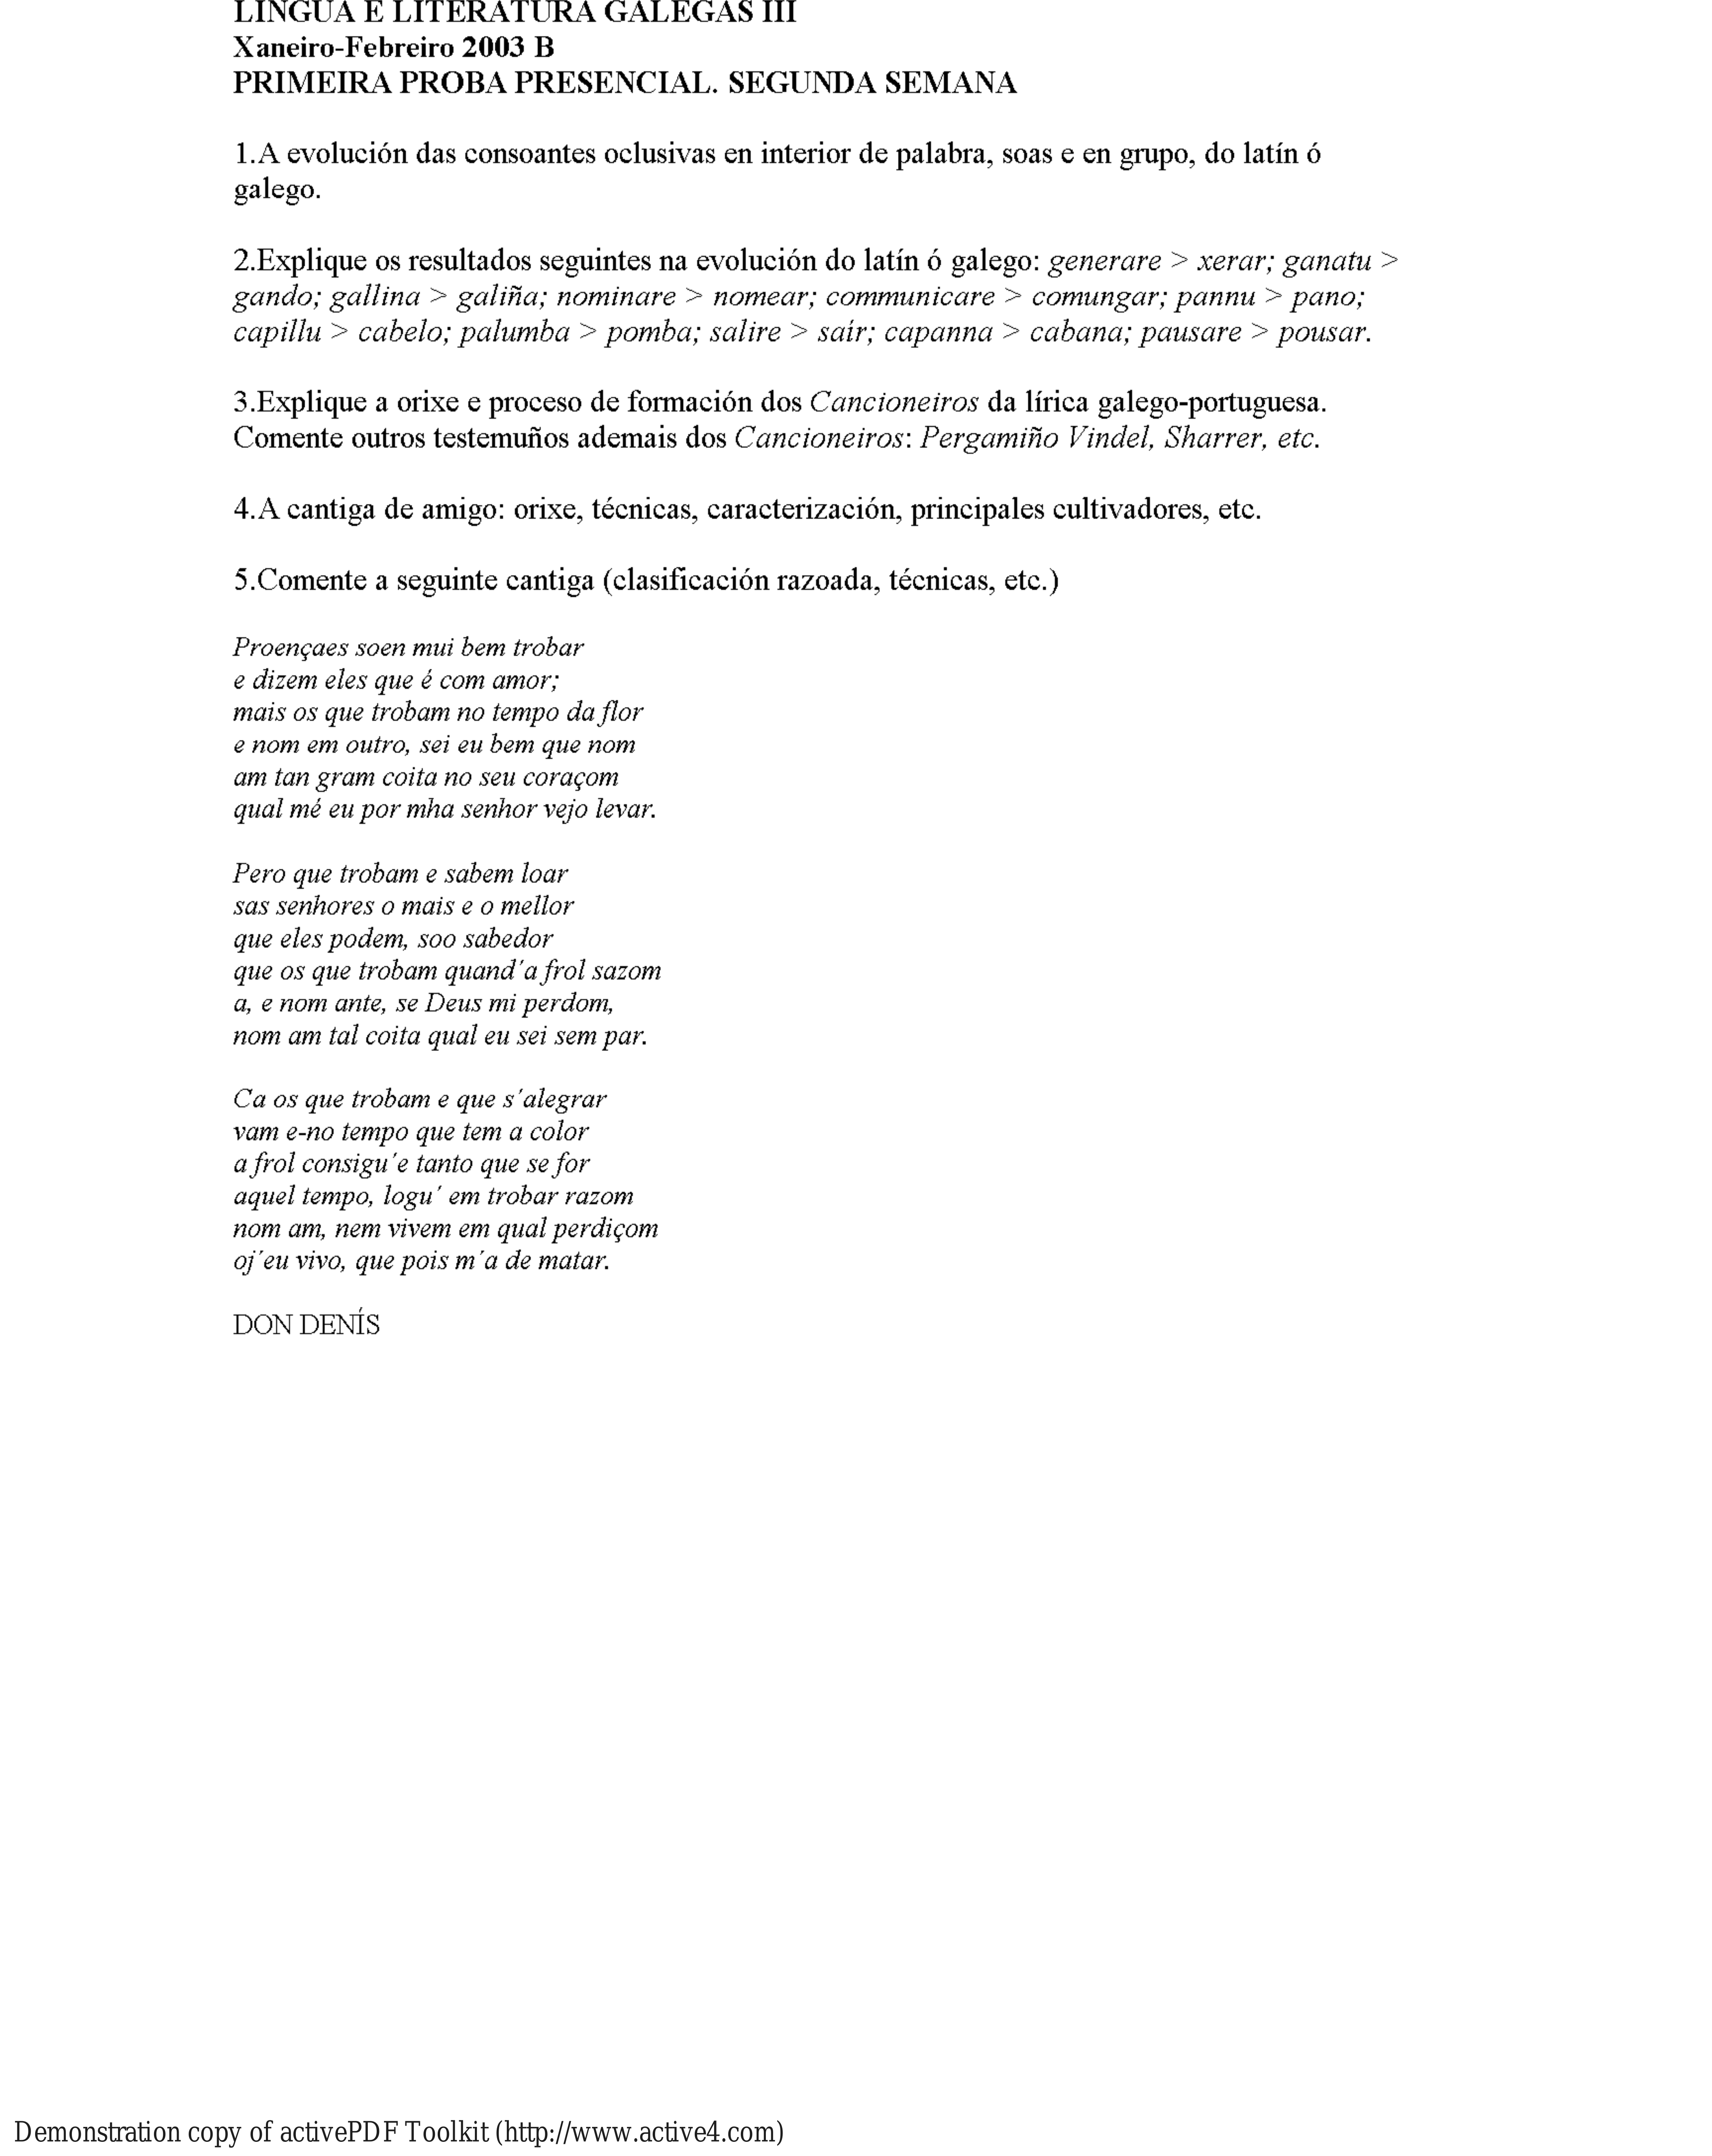 LINGUA E LITERATURA GALEGAS III
Xaneiro-Febreiro 2003 B
PRIMEIRA PROBA PRESENCIAL. SEGUNDA SEMANA
1.A evolución das consoantes oclusivas en interior de palabra, soas e en grupo, do latín ó
galego.
2.Explique os resultados seguintes na evolución do latín ó galego: generare > xerar; ganatu >
gando; gallina > galiña; nominare > nomear; communicare > comungar; pannu > pano;
capillu > cabelo; palumba > pomba; salire > saír; capanna > cabana; pausare > pousar.
3.Explique a orixe e proceso de formación dos Cancioneiros da lírica galego-portuguesa.
Comente outros testemuños ademais dos Cancioneiros: Pergamiño Vindel, Sharrer, etc.
4.A cantiga de amigo: orixe, técnicas, caracterización, principales cultivadores, etc.
5.Comente a seguinte cantiga (clasificación razoada, técnicas, etc.)
Proençaes soen mui bem trobar
e dizem eles que é com amor;
mais os que trobam no tempo da flor
e nom em outro, sei eu bem que nom
am tan gram coita no seu coraçom
qual mé eu por mha senhor vejo levar.
Pero que trobam e sabem loar
sas senhores o mais e o mellor
que eles podem, soo sabedor
que os que trobam quand´a frol sazom
a, e nom ante, se Deus mi perdom,
nom am tal coita qual eu sei sem par.
Ca os que trobam e que s´alegrar
vam e-no tempo que tem a color
a frol consigu´e tanto que se for
aquel tempo, logu´ em trobar razom
nom am, nem vivem em qual perdiçom
oj´eu vivo, que pois m´a de matar.
DON DENÍS
Demonstration copy of activePDF Toolkit (http://www.active4.com)